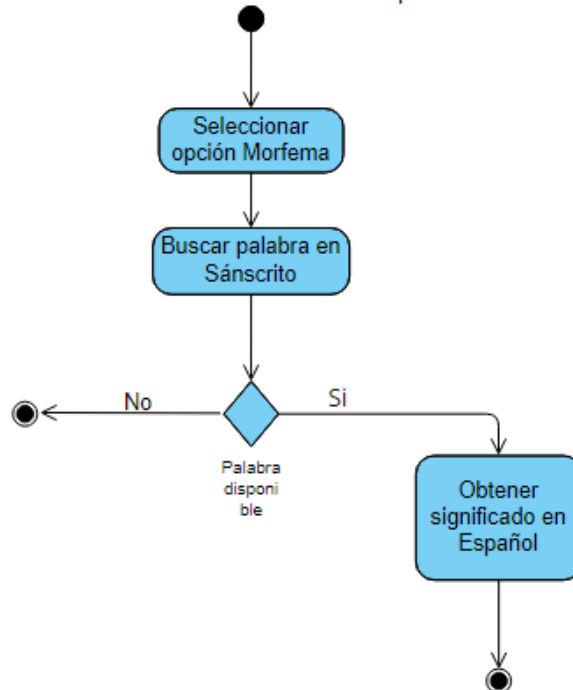 Seleccionar
opción Morfema
Buscar palabra en
Sánscrito
No
Si
Palabra
disponi
ble
Obtener
significado en
Español